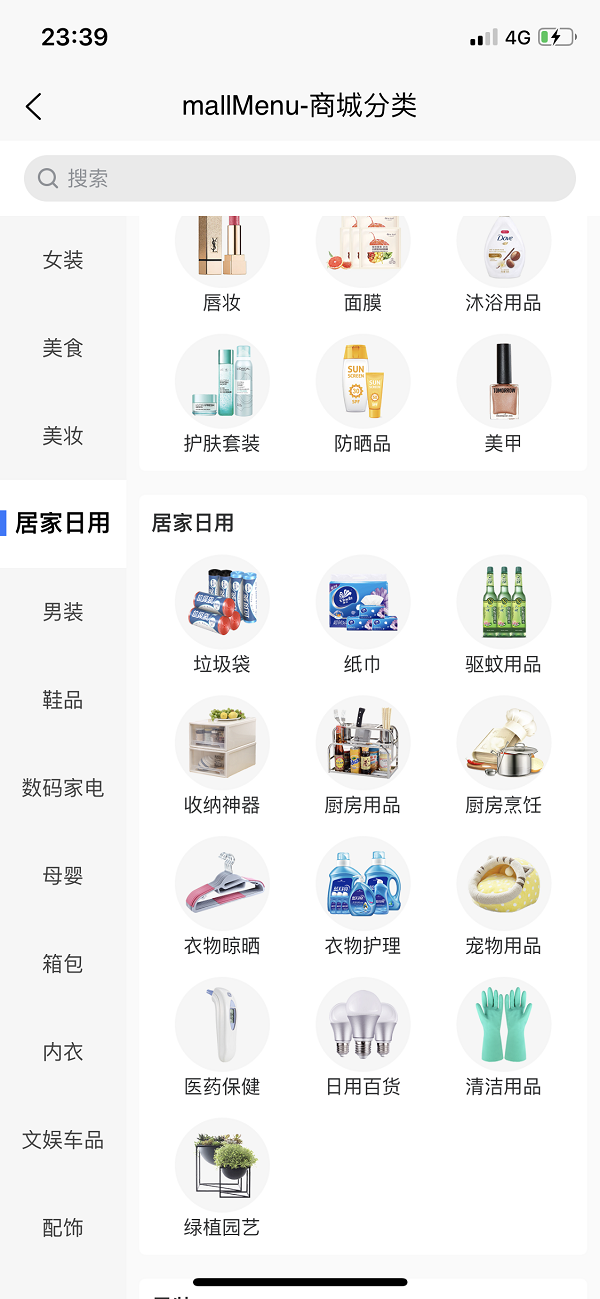 23:39
4G
mallMenu-商城分类
搜索
女装
美食
美妆
居家日用
男装
鞋品
数码家电
母婴
箱包
内衣
文娱车品
配饰
唇妆
面膜
沐浴用品
Dove
护肤套装
防晒品
美甲
SUN
SCREEN
SPF
TOMORROW
居家日用
垃圾袋
纸巾
驱蚊用品
收纳神器
厨房用品
厨房烹饪
衣物晾晒
衣物护理
宠物用品
医药保健
日用百货
清洁用品
绿植园艺